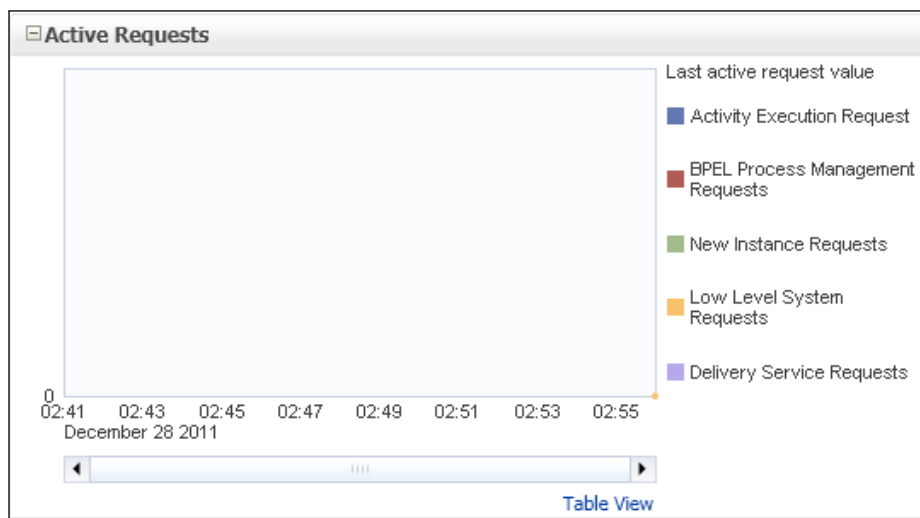 Active Requests
Last active request value
Activity Execution Request
BPEL Process Management
Requests
New Instance Requests
Low Level System
Requests
Delivery Service Requests
0
02:41 02:43 02:45 02:47 02:49 02:51 02:53 02:55
December 28 2011
Table View